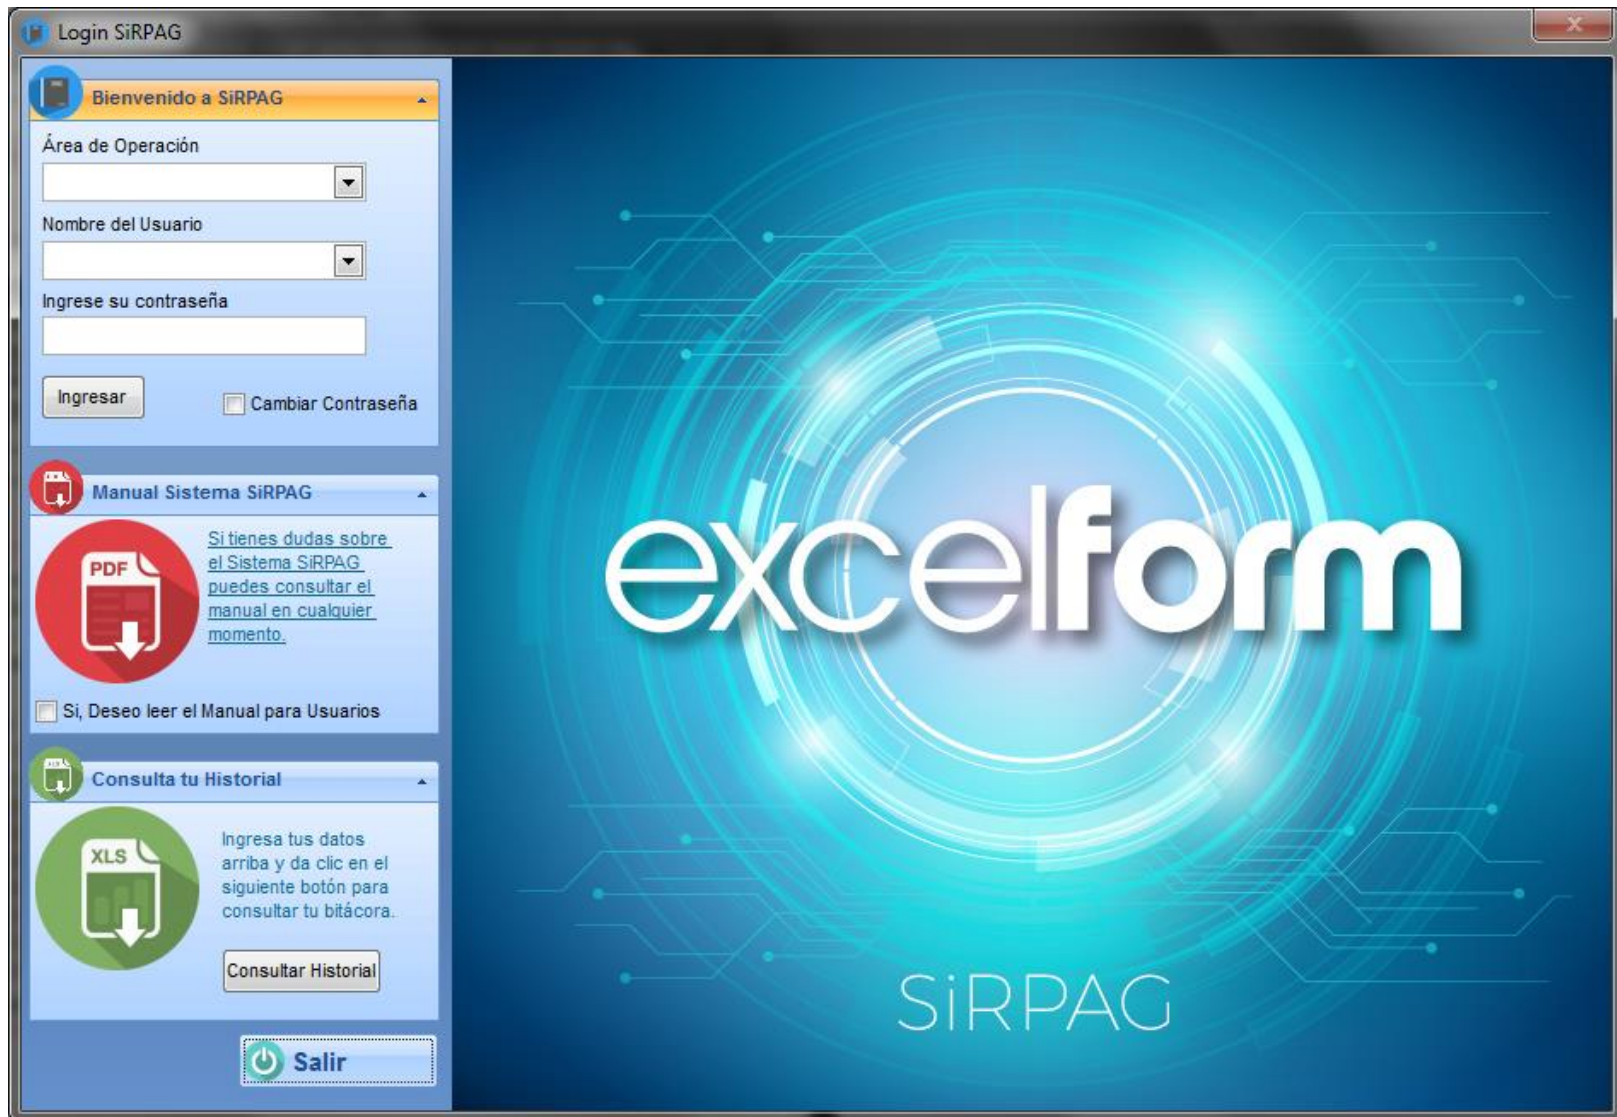 Login SiRPAG
Bienvenido a SiRPAG
Área de Operación
Nombre del Usuario
Ingrese su contraseña
Ingresar
Cambiar Contraseña
Manual Sistema SiRPAG
PDF
Si tienes dudas sobre
el Sistema SiRPAG
puedes consultar el
manual en cualquier
momento.
Si, Deseo leer el Manual para Usuarios
XLS
Consulta tu Historial
XLS
Ingresa tus datos
arriba y da clic en el
siguiente botón para
consultar tu bitácora.
Consultar Historial
Salir
excelform
SiRPAG